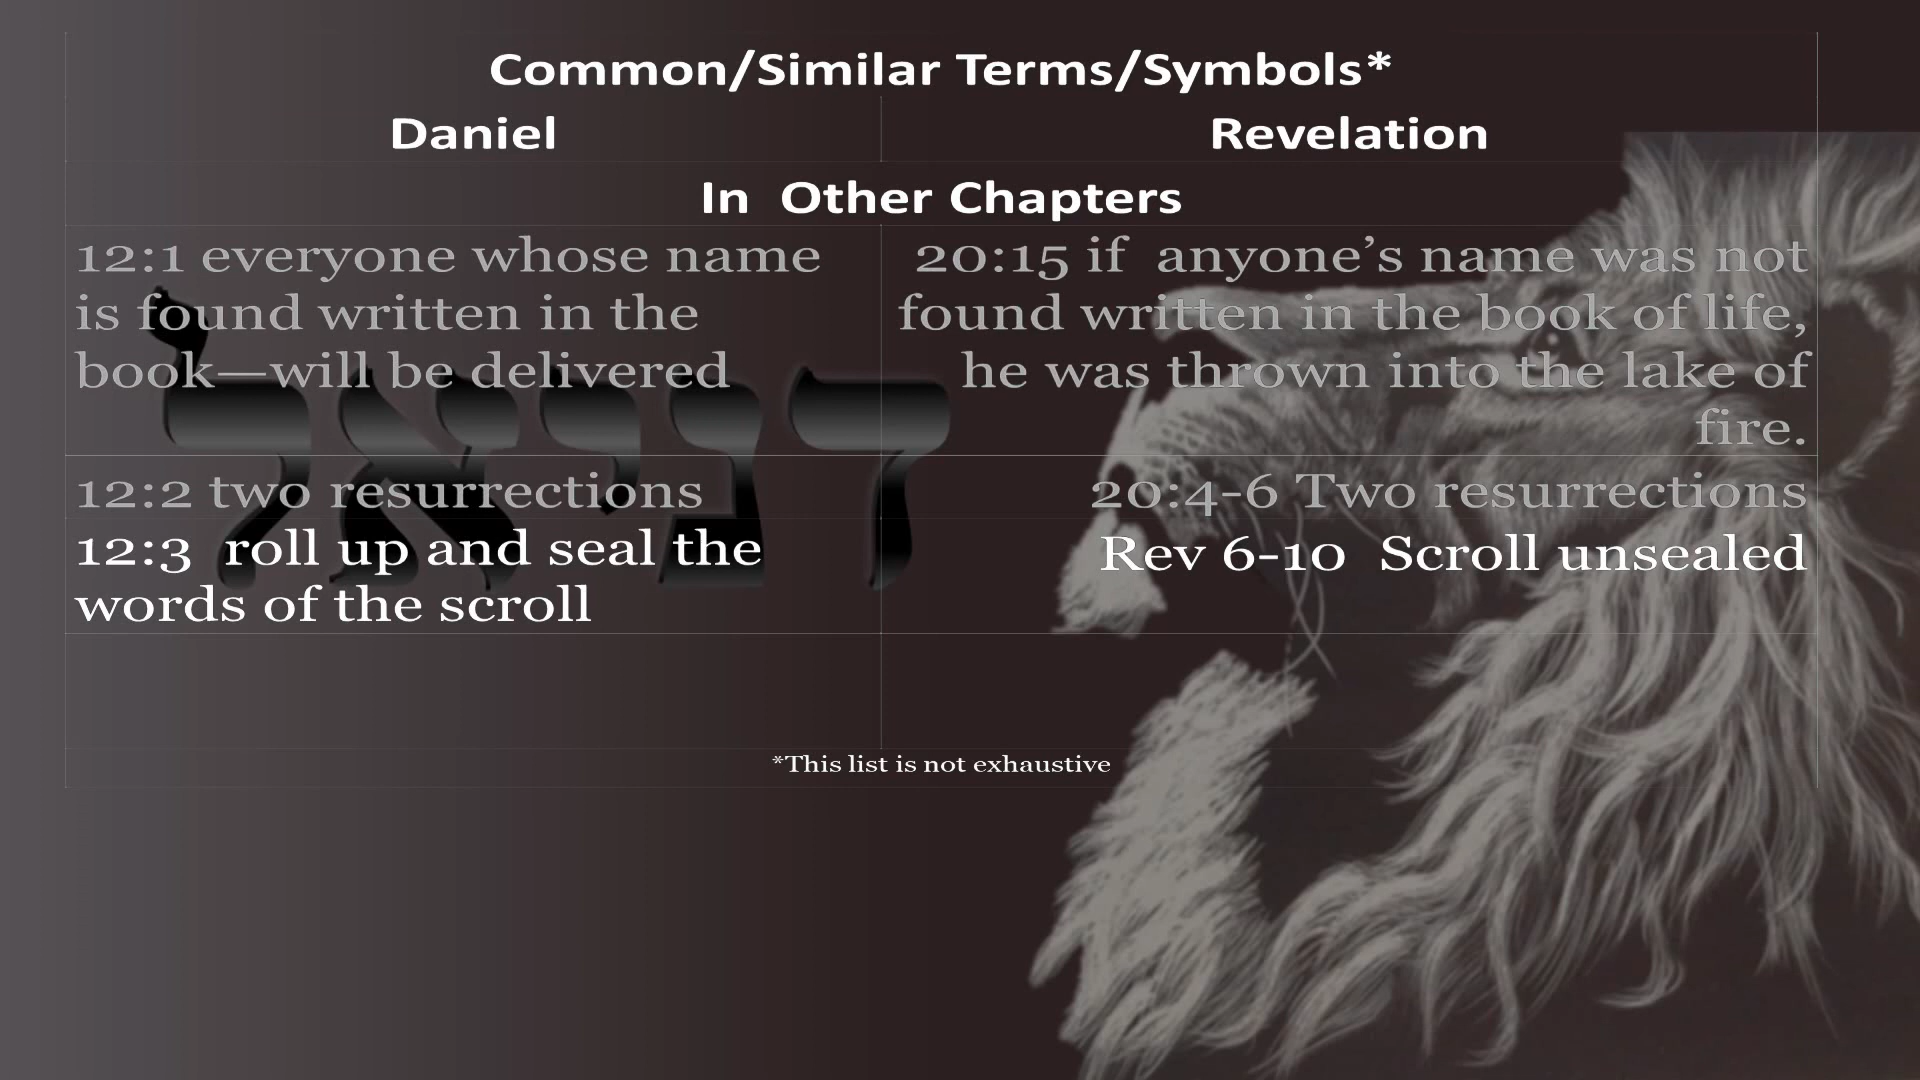 Common/Similar Terms/Symbols*
Daniel
Revelation
In Other Chapters
12:1 everyone whose name
is found written in the
book—will be delivered
20:15 if anyone’s name was not
found written in the book of life,
he was thrown into the lake of
fire.
12:2 two resurrections
20:4-6 Two resurrections
12:3 roll up and seal the
words of the scroll
Rev 6-10 Scroll unsealed
דניאל
*This list is not exhaustive